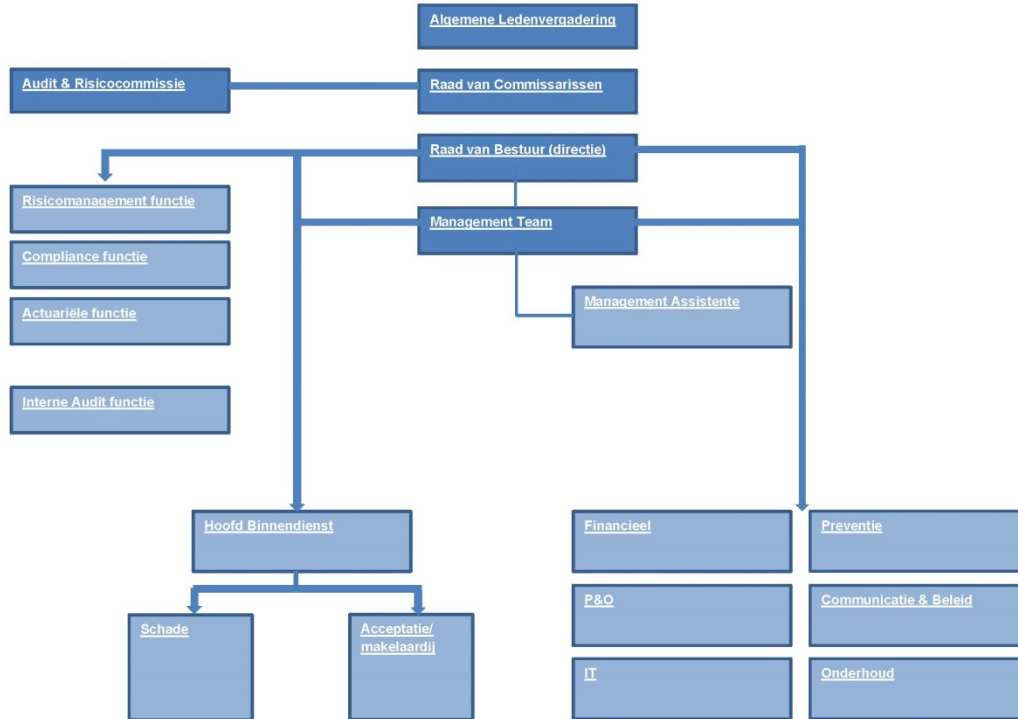 Algemene Ledenvergadering
Audit & Risicocommissie
Raad van Commissarissen
Raad van Bestuur (directie)
Risicomanagement functie
Management Team
Compliance functie
Management Assistente
Actuariële functie
Interne Audit functie
Hoofd Binnendienst
Financieel
Preventie
P&O
Communicatie & Beleid
Schade
Acceptatie/
makelaardij
IT
Onderhoud